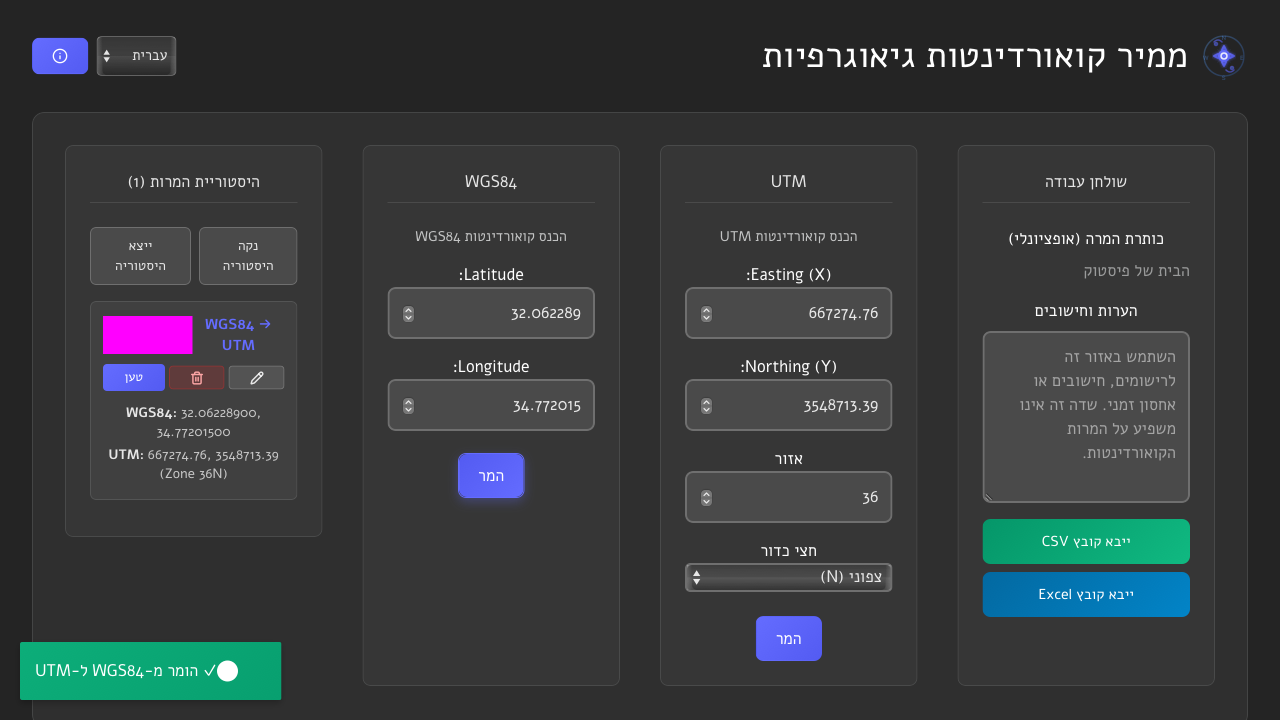 ממיר קואורדינטות גיאוגרפיות
עברית
שולחן עבודה
כותרת המרה (אופציונלי)
הבית של פיסטוק
הערות וחישובים
השתמש באזור זה
לרישומים, חישובים או
אחסון זמני. שדה זה אינו
משפיע על המרות
הקואורדינטות.
ייבא קובץ CSV
ייבא קובץ Excel
UTM
הכנס קואורדינטות UTM
Easting (X):
667274.76
Northing (Y):
3548713.39
אזור
36
חצי כדור
צפוני (N)
המר
WGS84
הכנס קואורדינטות WGS84
Latitude:
32.062289
Longitude:
34.772015
המר
היסטוריית המרות (1)
נקה
היסטוריה
ייצא
היסטוריה
WGS84 →
UTM
טען
WGS84: 32.06228900,
34.77201500
UTM: 667274.76, 3548713.39
(Zone 36N)
✓ הומר מ-WGS84 ל-UTM